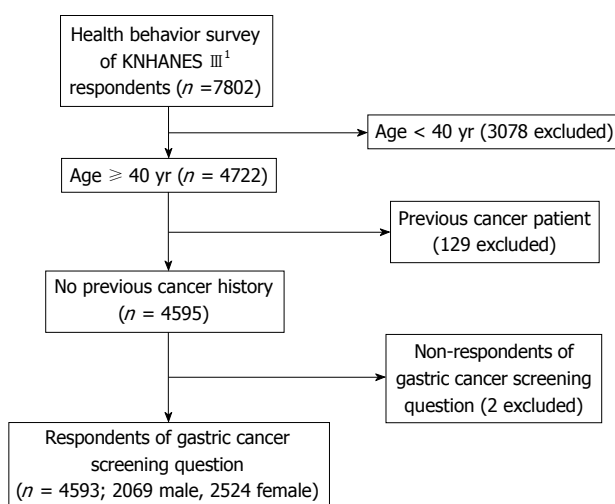 Health behavior survey
of KNHANES Ⅲ¹
respondents (n =7802)
Age < 40 yr (3078 excluded)
Age ≥ 40 yr (n = 4722)
Previous cancer patient
(129 excluded)
No previous cancer history
(n = 4595)
Non-respondents of
gastric cancer screening
question (2 excluded)
Respondents of gastric cancer
screening question
(n = 4593; 2069 male, 2524 female)